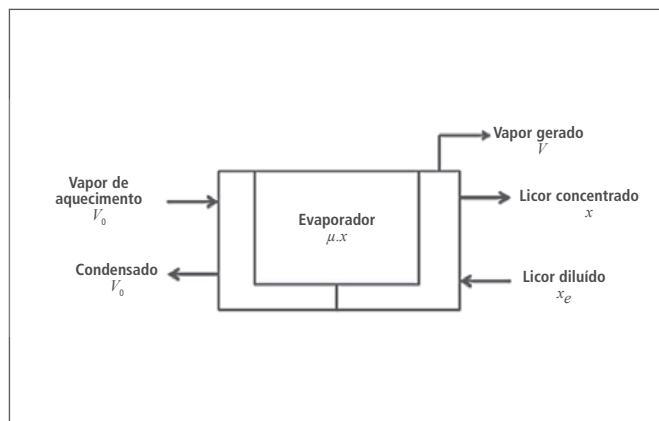 Vapor gerado
V
Vapor de
aquecimento
V₀
Licor concentrado
x
Evaporador
μ.x
Condensado
V₀
Licor diluído
xₑ